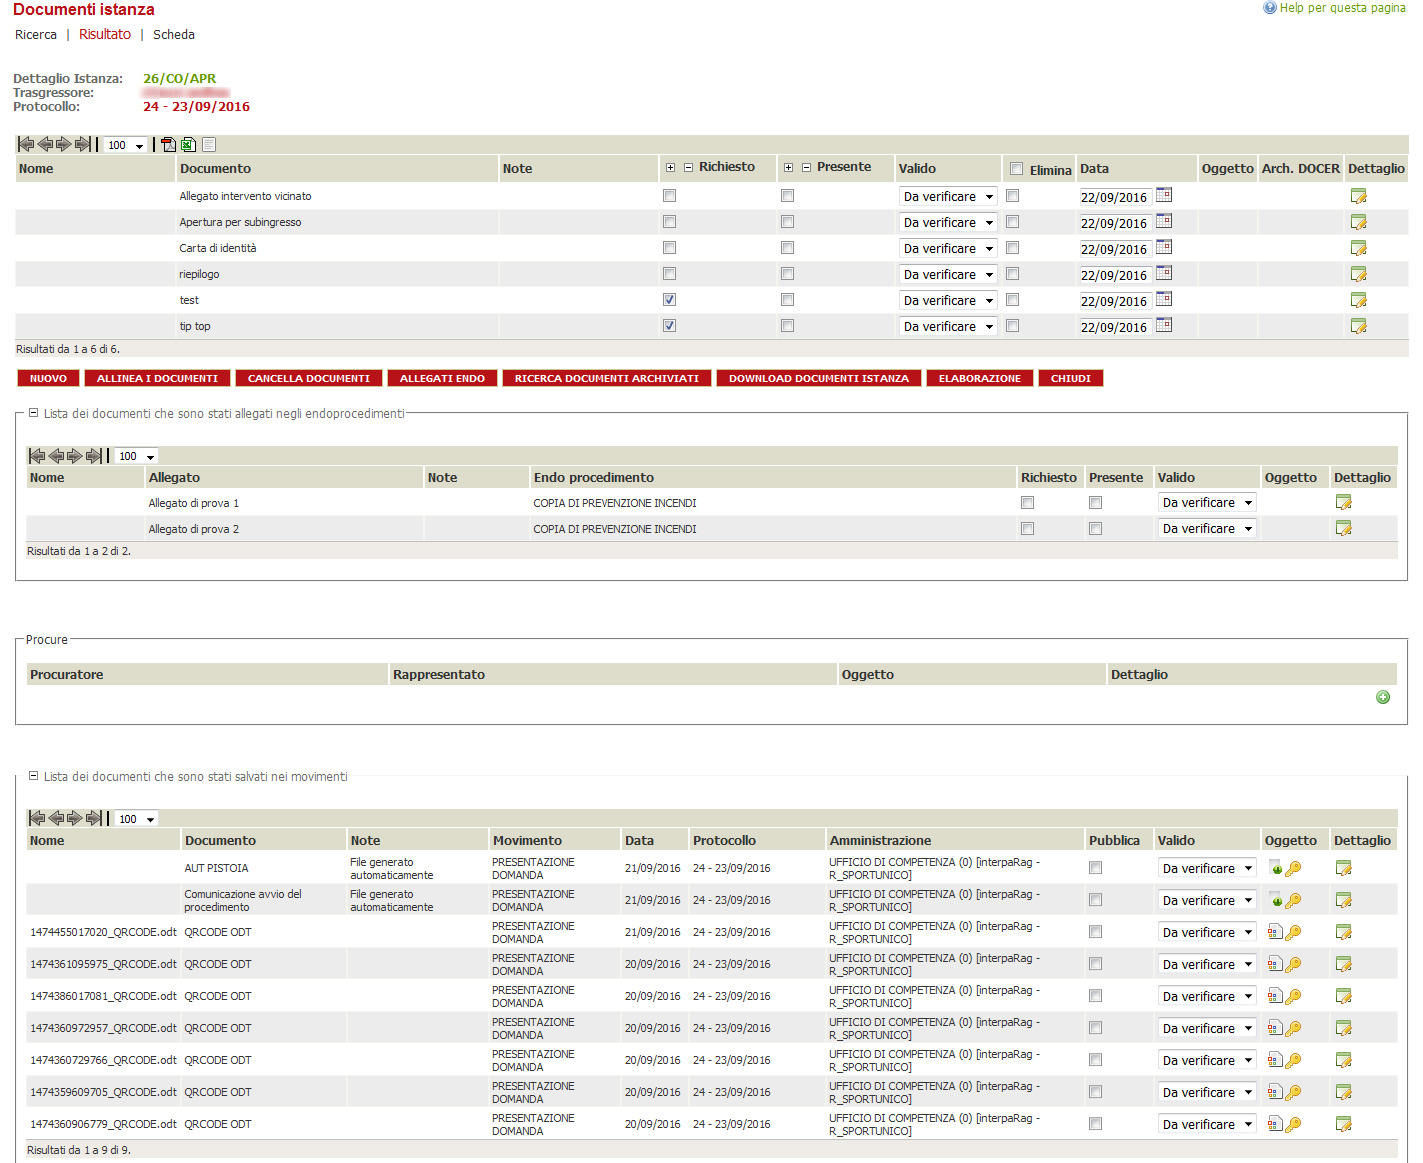 Documenti istanza
Help per questa pagina
Ricerca | Risultato | Scheda
Dettaglio Istanza: 26/CO/APR
Trasgressore:
Protocollo: 24 - 23/09/2016
100
Nome Documento Note Richiesto Presente Valido Elimina Data Oggetto Arch. DOCER Dettaglio
Allegato intervento vicinato Da verificare 22/09/2016
Apertura per subingresso Da verificare 22/09/2016
Carta di identità Da verificare 22/09/2016
riepilogo Da verificare 22/09/2016
test Da verificare 22/09/2016
tip top Da verificare 22/09/2016
Risultati da 1 a 6 di 6.
NUOVO ALLINEA I DOCUMENTI CANCELLA DOCUMENTI ALLEGATI ENDO RICERCA DOCUMENTI ARCHIVIATI DOWNLOAD DOCUMENTI ISTANZA ELABORAZIONE CHIUDI
Lista dei documenti che sono stati allegati negli endoprocedimenti
100
Nome Allegato Note Endo procedimento Richiesto Presente Valido Oggetto Dettaglio
Allegato di prova 1 COPIA DI PREVENZIONE INCENDI Da verificare
Allegato di prova 2 COPIA DI PREVENZIONE INCENDI Da verificare
Risultati da 1 a 2 di 2.
Procure
Procuratore Rappresentato Oggetto Dettaglio
Lista dei documenti che sono stati salvati nei movimenti
100
Nome Documento Note Movimento Data Protocollo Amministrazione Pubblica Valido Oggetto Dettaglio
AUT PISTOIA File generato automaticamente PRESENTAZIONE DOMANDA 21/09/2016 24 - 23/09/2016 UFFICIO DI COMPETENZA (0) [interpaRag - R_SPORTUNICO] Da verificare
Comunicazione avvio del procedimento File generato automaticamente PRESENTAZIONE DOMANDA 21/09/2016 24 - 23/09/2016 UFFICIO DI COMPETENZA (0) [interpaRag - R_SPORTUNICO] Da verificare
1474455017020_QRCODE.odt QRCODE ODT PRESENTAZIONE DOMANDA 21/09/2016 24 - 23/09/2016 UFFICIO DI COMPETENZA (0) [interpaRag - R_SPORTUNICO] Da verificare
1474361095975_QRCODE.odt QRCODE ODT PRESENTAZIONE DOMANDA 20/09/2016 24 - 23/09/2016 UFFICIO DI COMPETENZA (0) [interpaRag - R_SPORTUNICO] Da verificare
1474386017081_QRCODE.odt QRCODE ODT PRESENTAZIONE DOMANDA 20/09/2016 24 - 23/09/2016 UFFICIO DI COMPETENZA (0) [interpaRag - R_SPORTUNICO] Da verificare
1474360972957_QRCODE.odt QRCODE ODT PRESENTAZIONE DOMANDA 20/09/2016 24 - 23/09/2016 UFFICIO DI COMPETENZA (0) [interpaRag - R_SPORTUNICO] Da verificare
1474360729766_QRCODE.odt QRCODE ODT PRESENTAZIONE DOMANDA 20/09/2016 24 - 23/09/2016 UFFICIO DI COMPETENZA (0) [interpaRag - R_SPORTUNICO] Da verificare
1474359609705_QRCODE.odt QRCODE ODT PRESENTAZIONE DOMANDA 20/09/2016 24 - 23/09/2016 UFFICIO DI COMPETENZA (0) [interpaRag - R_SPORTUNICO] Da verificare
1474360906779_QRCODE.odt QRCODE ODT PRESENTAZIONE DOMANDA 20/09/2016 24 - 23/09/2016 UFFICIO DI COMPETENZA (0) [interpaRag - R_SPORTUNICO] Da verificare
Risultati da 1 a 9 di 9.